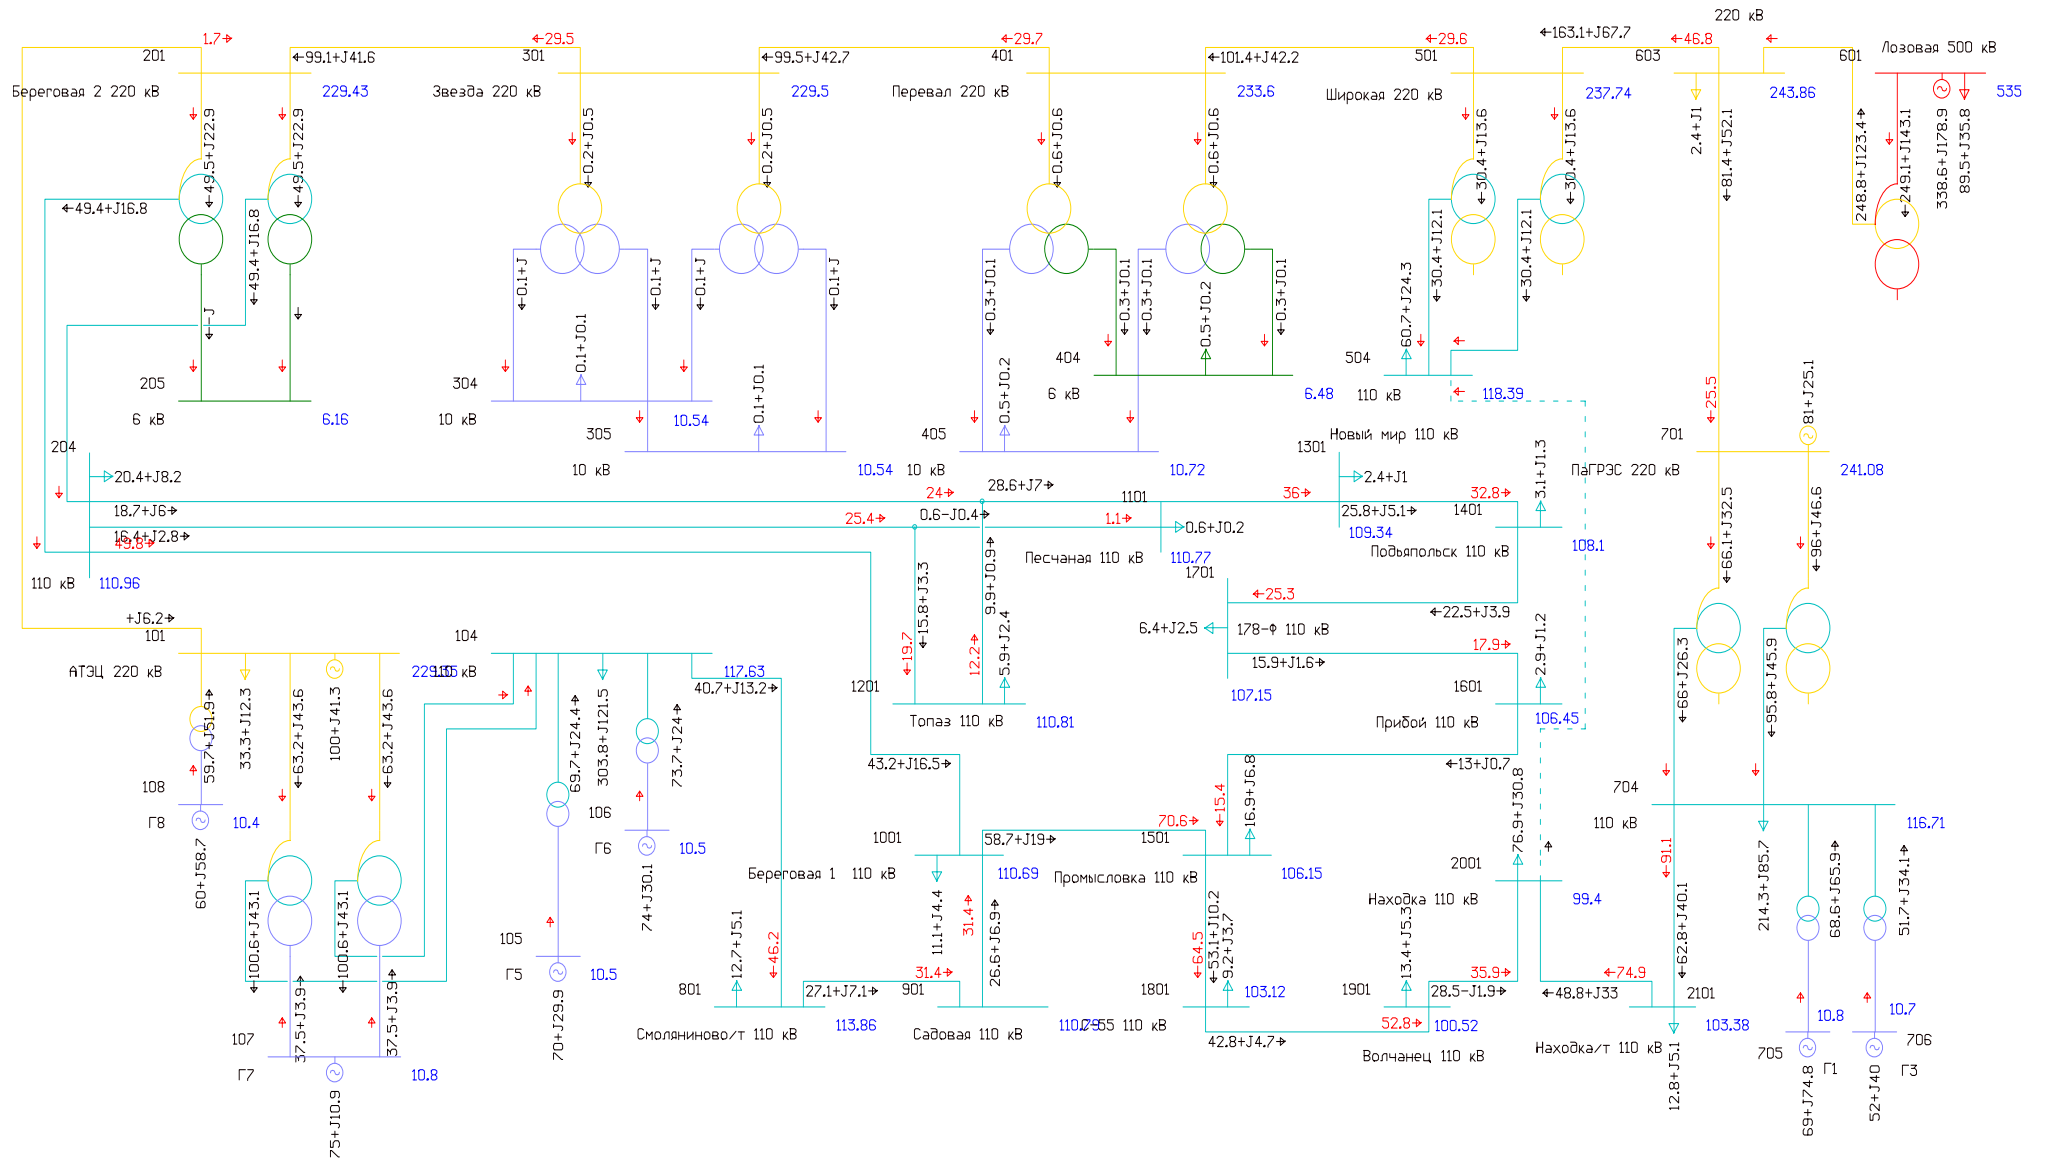 220 кВ
1.7
29.5
29.7
29.6
163.1+J67.7
46.8
201
99.1+J41.6
301
99.5+J42.7
401
101.4+J42.2
501
603
601
Лозовая 500 кВ
Береговая 2 220 кВ
229.43
Звезда 220 кВ
229.5
Перевал 220 кВ
233.6
Широкая 220 кВ
237.74
243.86
535
49.5+J22.9
49.5+J22.9
0.2+J0.5
0.2+J0.5
0.6+J0.6
0.6+J0.6
30.4+J13.6
30.4+J13.6
2.4+J1
81.4+J52.1
248.8+J123.4
249.1+J143.1
338.6+J178.9
89.5+J35.8
49.4+J16.8
49.4+J16.8
-J
0.1+J
0.1+J
0.1+J
0.1+J
0.1+J0.1
0.1+J0.1
0.3+J0.1
0.3+J0.1
0.3+J0.1
0.3+J0.1
0.5+J0.2
0.5+J0.2
60.7+J24.3
30.4+J12.1
30.4+J12.1
205
6 кВ
6.16
304
10 кВ
10.54
305
10 кВ
10.54
404
6 кВ
6.48
405
10 кВ
10.72
504
110 кВ
118.39
25.5
81+J25.1
701
ПаГРЭС 220 кВ
241.08
204
20.4+J8.2
18.7+J6
16.4+J2.8
49.8
110 кВ
110.96
24
25.4
28.6+J7
0.6-J0.4
1.1
1101
0.6+J0.2
Песчаная 110 кВ
110.77
Новый мир 110 кВ
1301
2.4+J1
36
25.8+J5.1
109.34
32.8
3.1+J1.3
1401
Подьяпольск 110 кВ
108.1
1701
25.3
22.5+J3.9
6.4+J2.5
178-Ф 110 кВ
17.9
15.9+J1.6
107.15
2.9+J1.2
1601
Прибой 110 кВ
106.45
13+J0.7
19.7
15.8+J3.3
12.2
9.9+J0.9
5.9+J2.4
1201
Топаз 110 кВ
110.81
66.1+J32.5
96+J46.6
66+J26.3
95.8+J45.9
+J6.2
101
АТЭЦ 220 кВ
104
117.63
40.7+J13.2
59.7+J51.9
33.3+J12.3
63.2+J43.6
100+J41.3
63.2+J43.6
69.7+J24.4
303.8+J121.5
73.7+J24
108
Г8
10.4
60+J58.7
106
Г6
10.5
74+J30.1
105
Г5
10.5
70+J29.9
100.6+J43.1
100.6+J43.1
37.5+J3.9
37.5+J3.9
107
Г7
10.8
75+J10.9
43.2+J16.5
1001
Береговая 1 110 кВ
110.69
11.1+J4.4
58.7+J19
70.6
31.4
26.6+J6.9
46.2
12.7+J5.1
801
Смоляниново/т 110 кВ
113.86
31.4
27.1+J7.1
901
Садовая 110 кВ
15.4
16.9+J6.8
1501
Промысловка 110 кВ
106.15
64.5
53.1+J10.2
9.2+J3.7
1801
С-55 110 кВ
103.12
42.8+J4.7
52.8
13.4+J5.3
1901
Волчанец 110 кВ
100.52
35.9
28.5-J1.9
76.9+J30.8
2001
Находка 110 кВ
99.4
74.9
48.8+J33
2101
Находка/т 110 кВ
103.38
12.8+J5.1
91.1
62.8+J40.1
704
110 кВ
116.71
214.3+J85.7
68.6+J65.9
51.7+J34.1
10.8
705
Г1
69+J74.8
10.7
706
Г3
52+J40